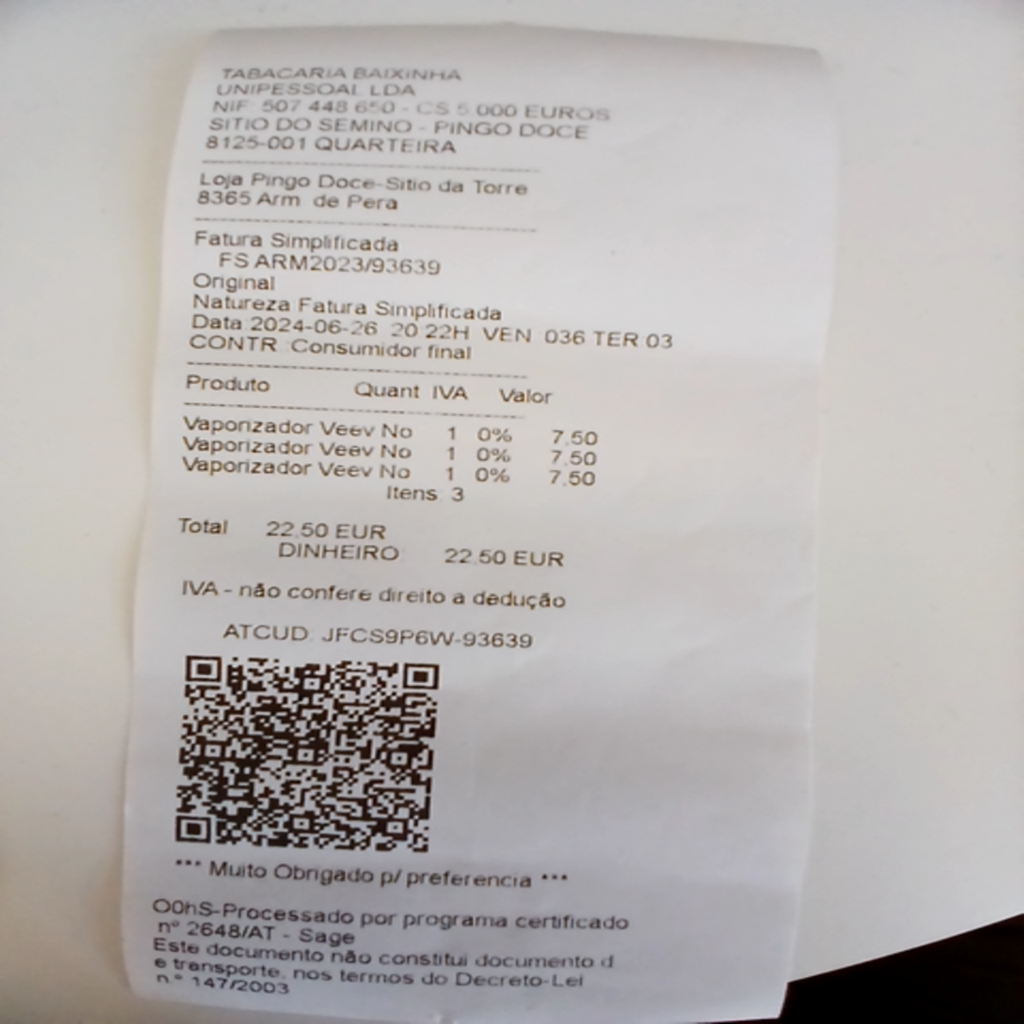 TABACARIA BAIXINHA
UNIPESSOAL LDA
NIF: 507 448 650 - CS 5.000 EUROS
SITIO DO SEMINO - PINGO DOCE
8125-001 QUARTEIRA
Loja Pingo Doce-Sitio da Torre
8365 Arm. de Pera
Fatura Simplificada
FS ARM2023/93639
Original
Natureza Fatura Simplificada
Data:2024-06-26 20:22H VEN: 036 TER 03
CONTR.:Consumidor final
Produto Quant IVA Valor
Vaporizador Veev No 1 0% 7.50
Vaporizador Veev No 1 0% 7.50
Vaporizador Veev No 1 0% 7.50
Itens: 3
Total 22.50 EUR
DINHEIRO 22.50 EUR
IVA - não confere direito a dedução
ATCUD: JFCS9P6W-93639
*** Muito Obrigado p/ preferencia ***
O0hS-Processado por programa certificado
nº 2648/AT - Sage
Este documento não constitui documento d
e transporte, nos termos do Decreto-Lei
n.º 147/2003